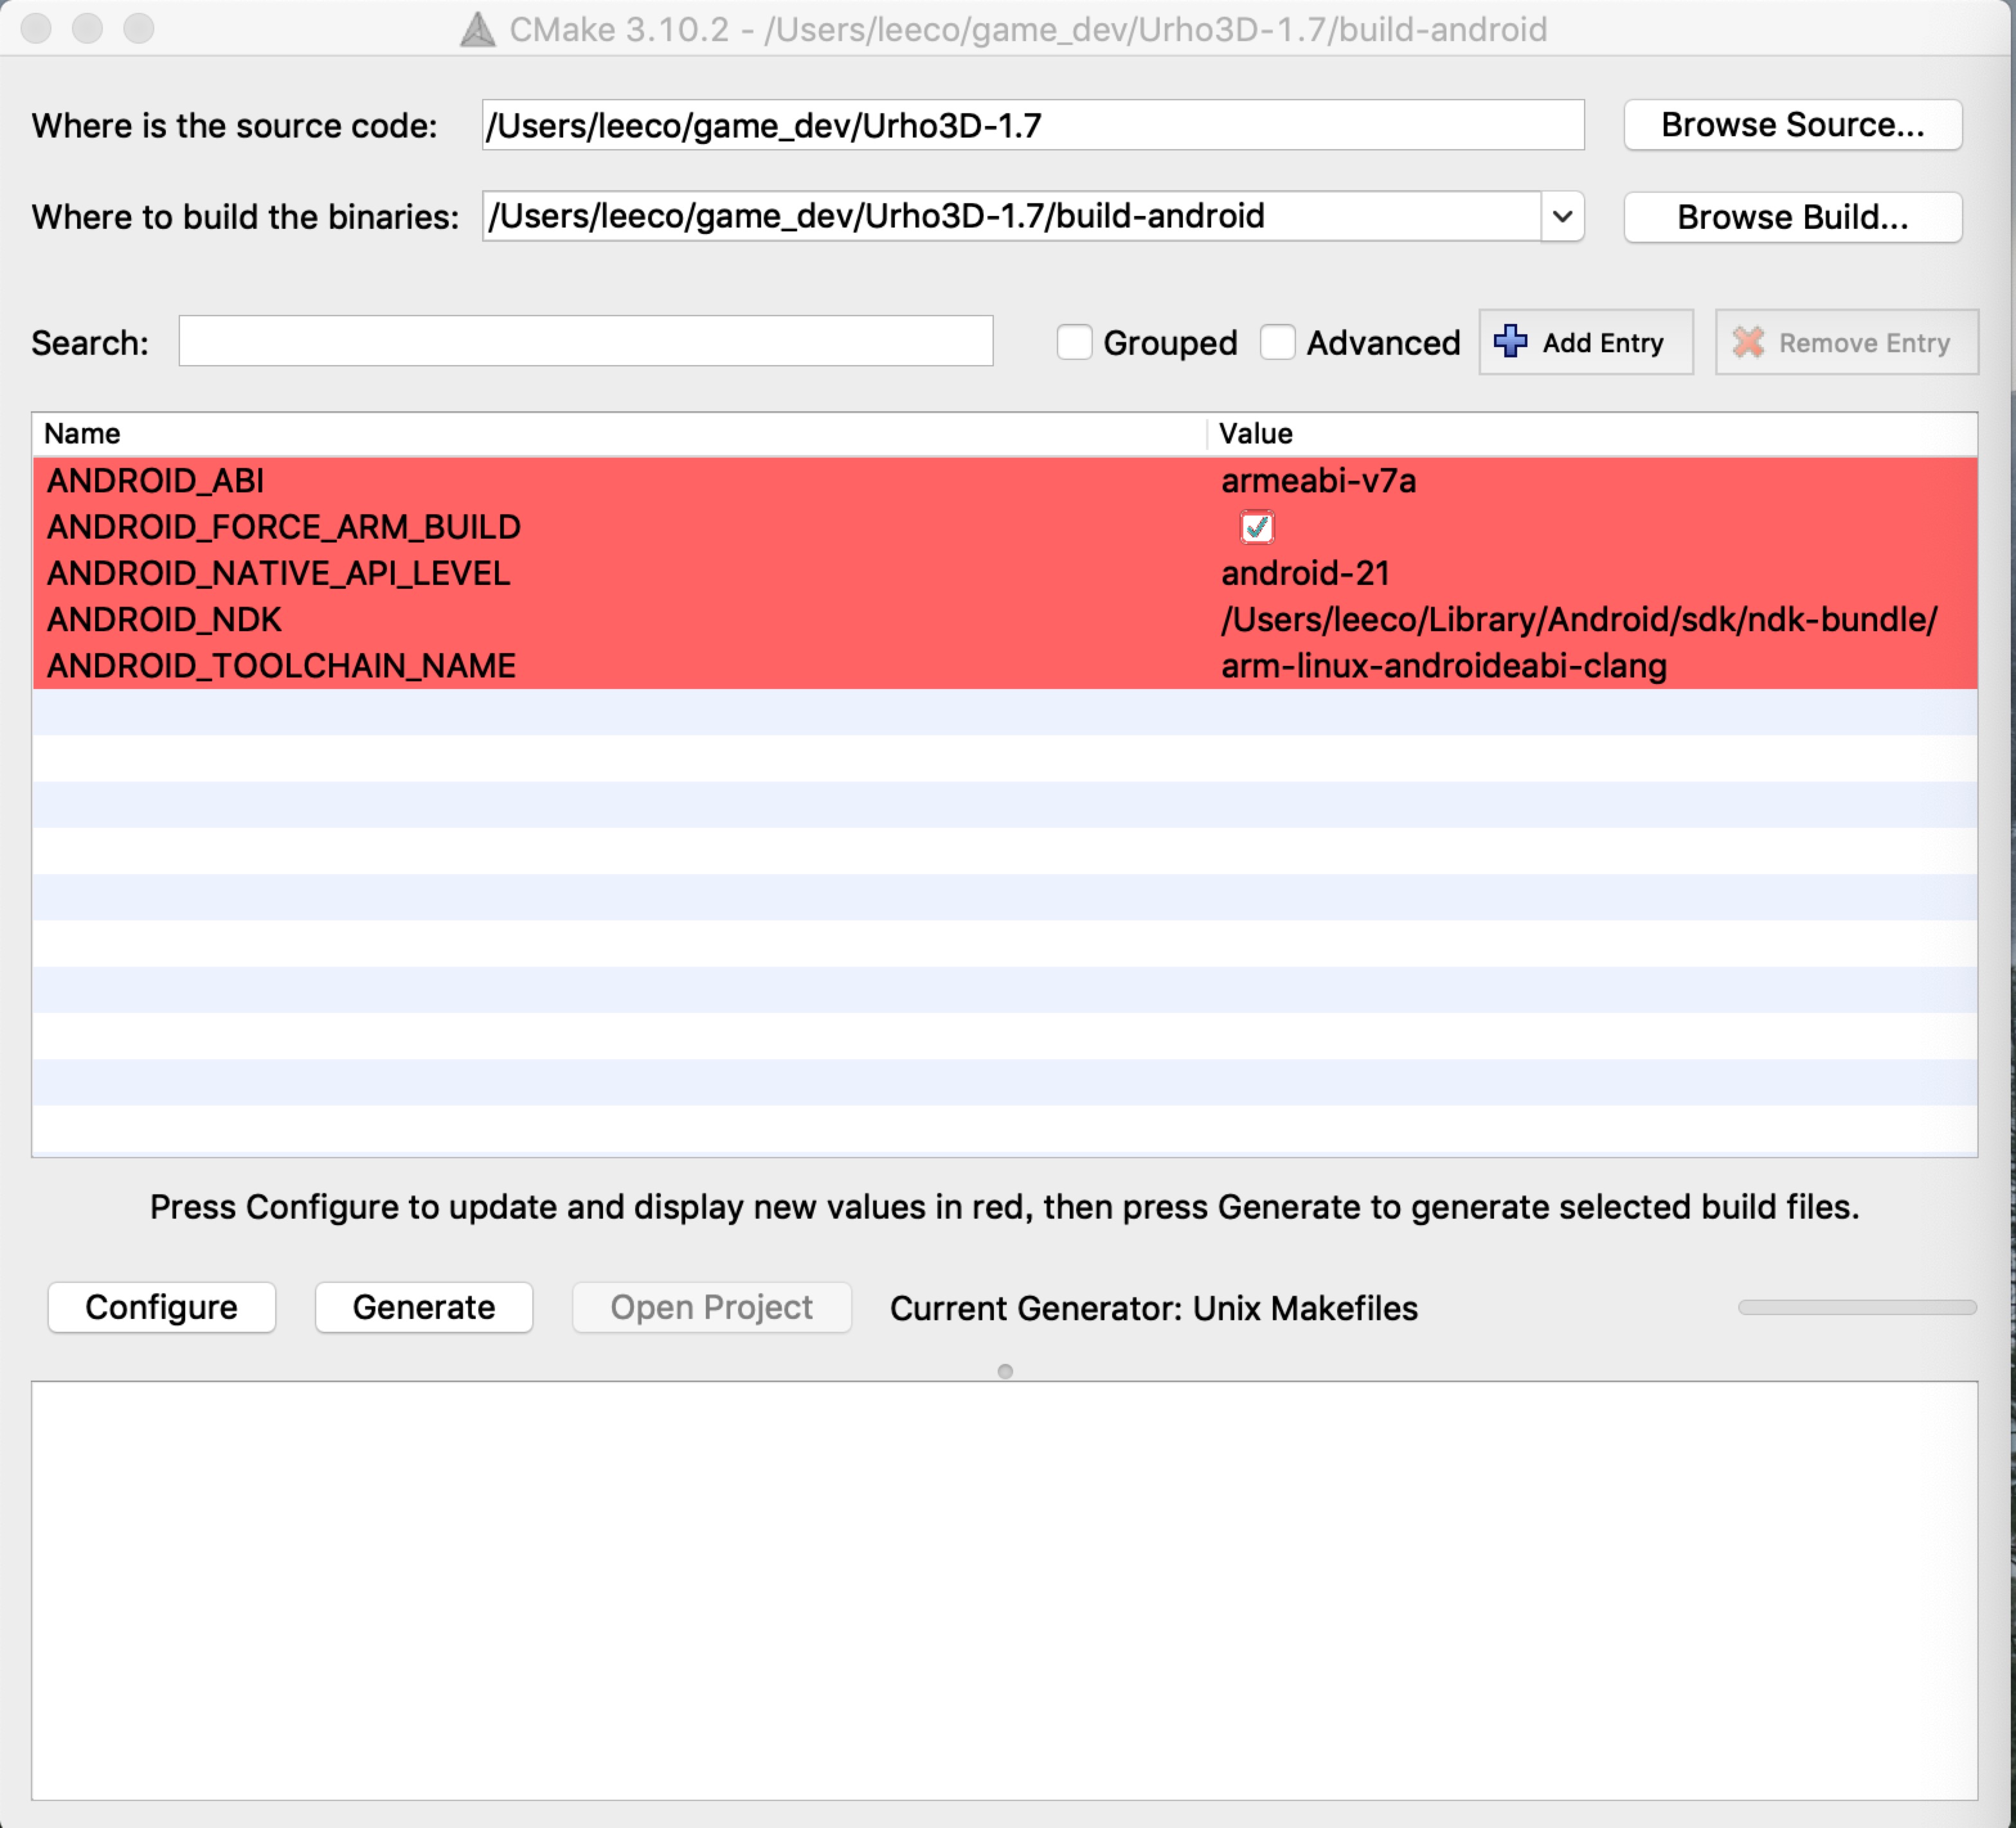 CMake 3.10.2 - /Users/leeco/game_dev/Urho3D-1.7/build-android
Where is the source code: /Users/leeco/game_dev/Urho3D-1.7 Browse Source...
Where to build the binaries: /Users/leeco/game_dev/Urho3D-1.7/build-android Browse Build...
Search: Grouped Advanced Add Entry Remove Entry
Name Value
ANDROID_ABI armeabi-v7a
ANDROID_FORCE_ARM_BUILD
ANDROID_NATIVE_API_LEVEL android-21
ANDROID_NDK /Users/leeco/Library/Android/sdk/ndk-bundle/
ANDROID_TOOLCHAIN_NAME arm-linux-androideabi-clang
Press Configure to update and display new values in red, then press Generate to generate selected build files.
Configure Generate Open Project Current Generator: Unix Makefiles